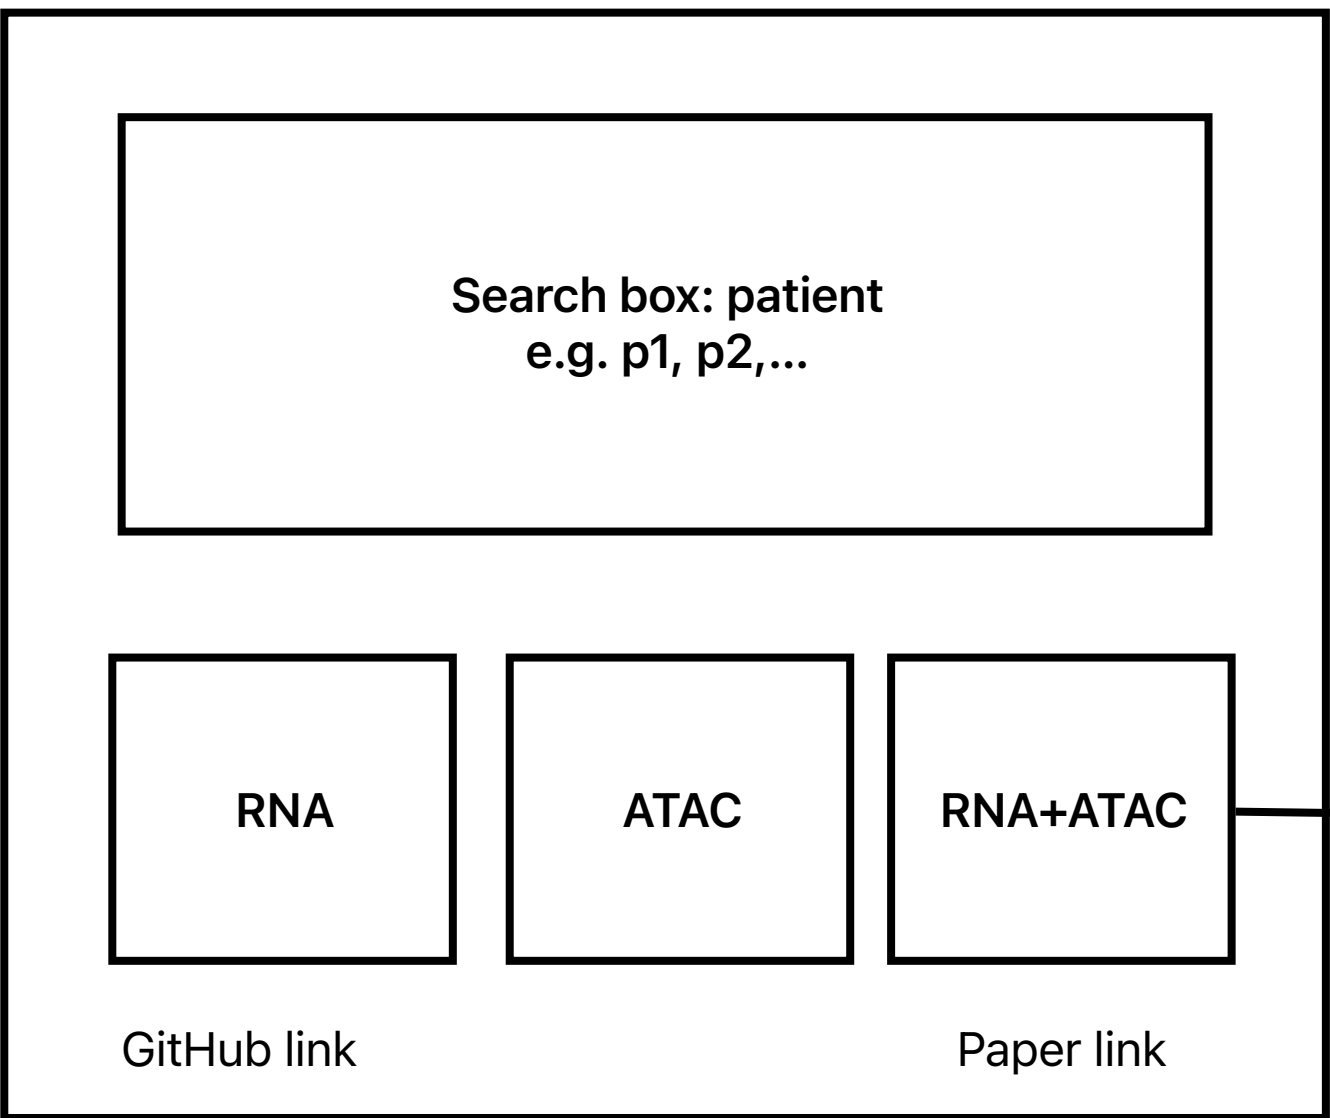 Search box: patient
e.g. p1, p2,...
RNA
ATAC
RNA+ATAC
GitHub link
Paper link